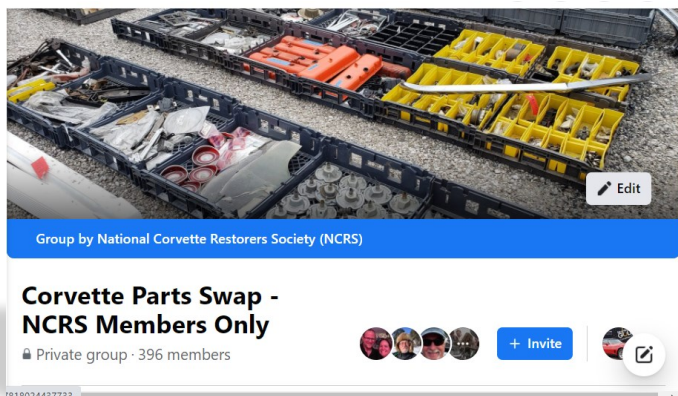 Edit
Group by National Corvette Restorers Society (NCRS)
Corvette Parts Swap -
NCRS Members Only
Private group · 396 members
+ Invite